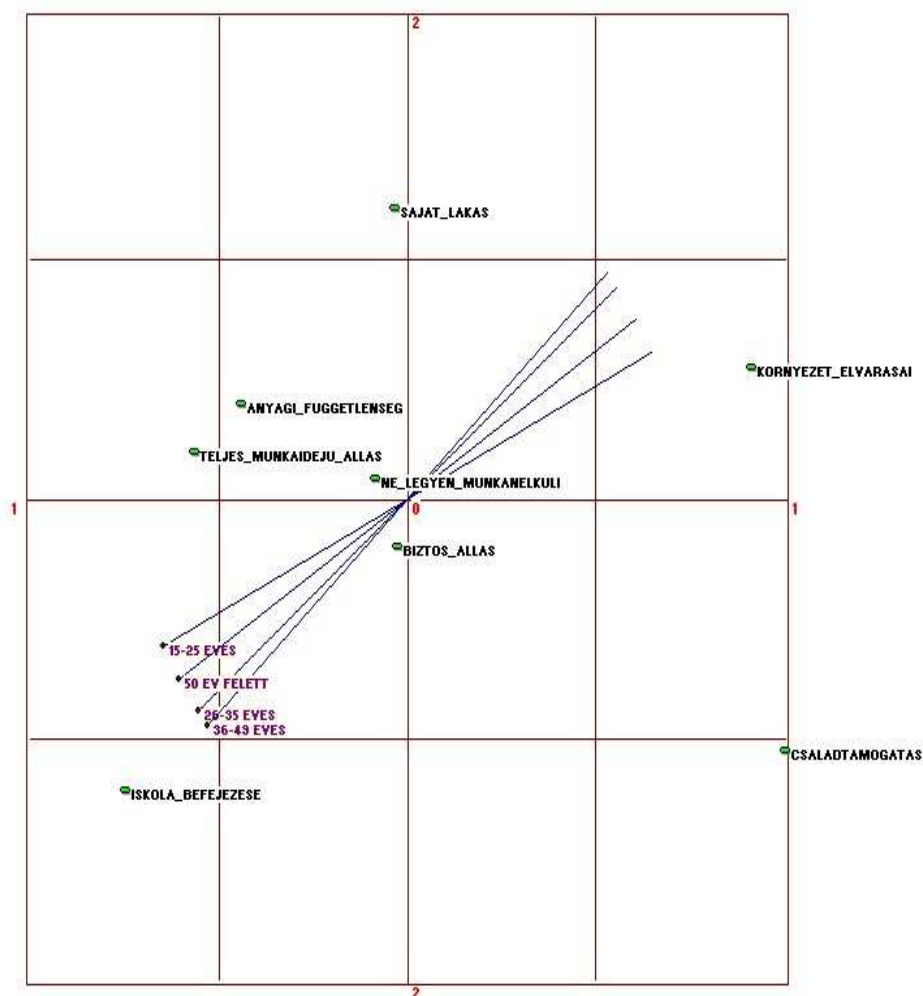 2
SAJAT_LAKAS
KORNYEZET_ELVARASAI
ANYAGI_FUGGETLENSEG
TELJES_MUNKAIDEJU_ALLAS
NE_LEGYEN_MUNKANELKULI
1
0
1
BIZTOS_ALLAS
15-25 EVES
50 EV FELETT
26-35 EVES
36-49 EVES
CSALADTAMOGATAS
ISKOLA_BEFEJEZESE
2